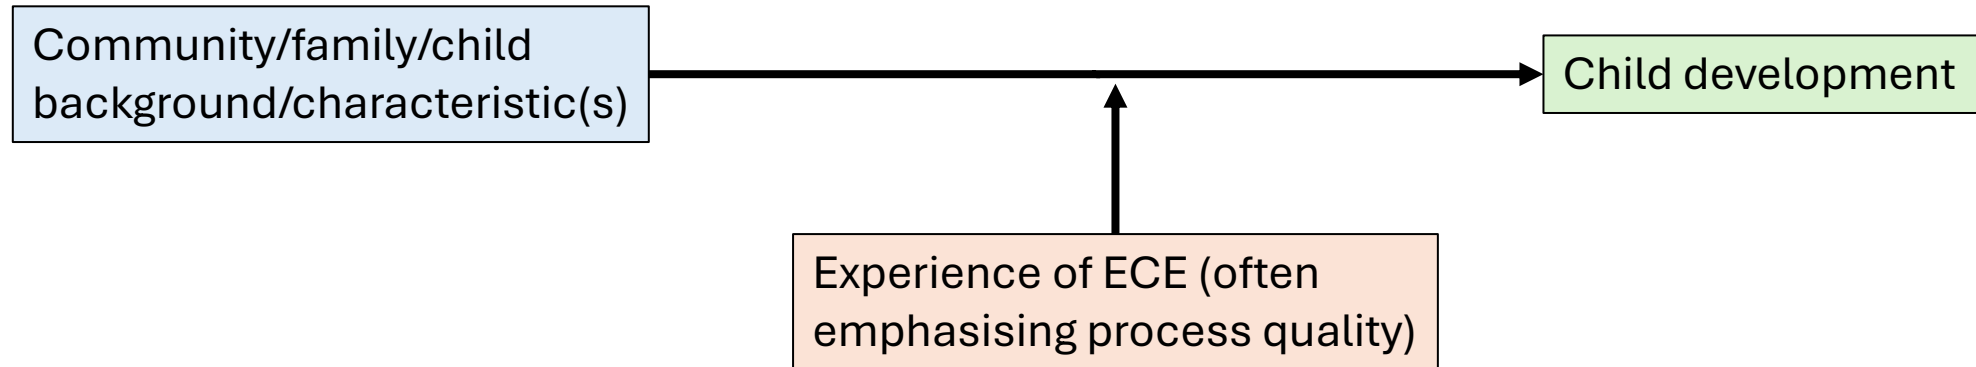 Community/family/child
background/characteristic(s)
Child development
Experience of ECE (often
emphasising process quality)